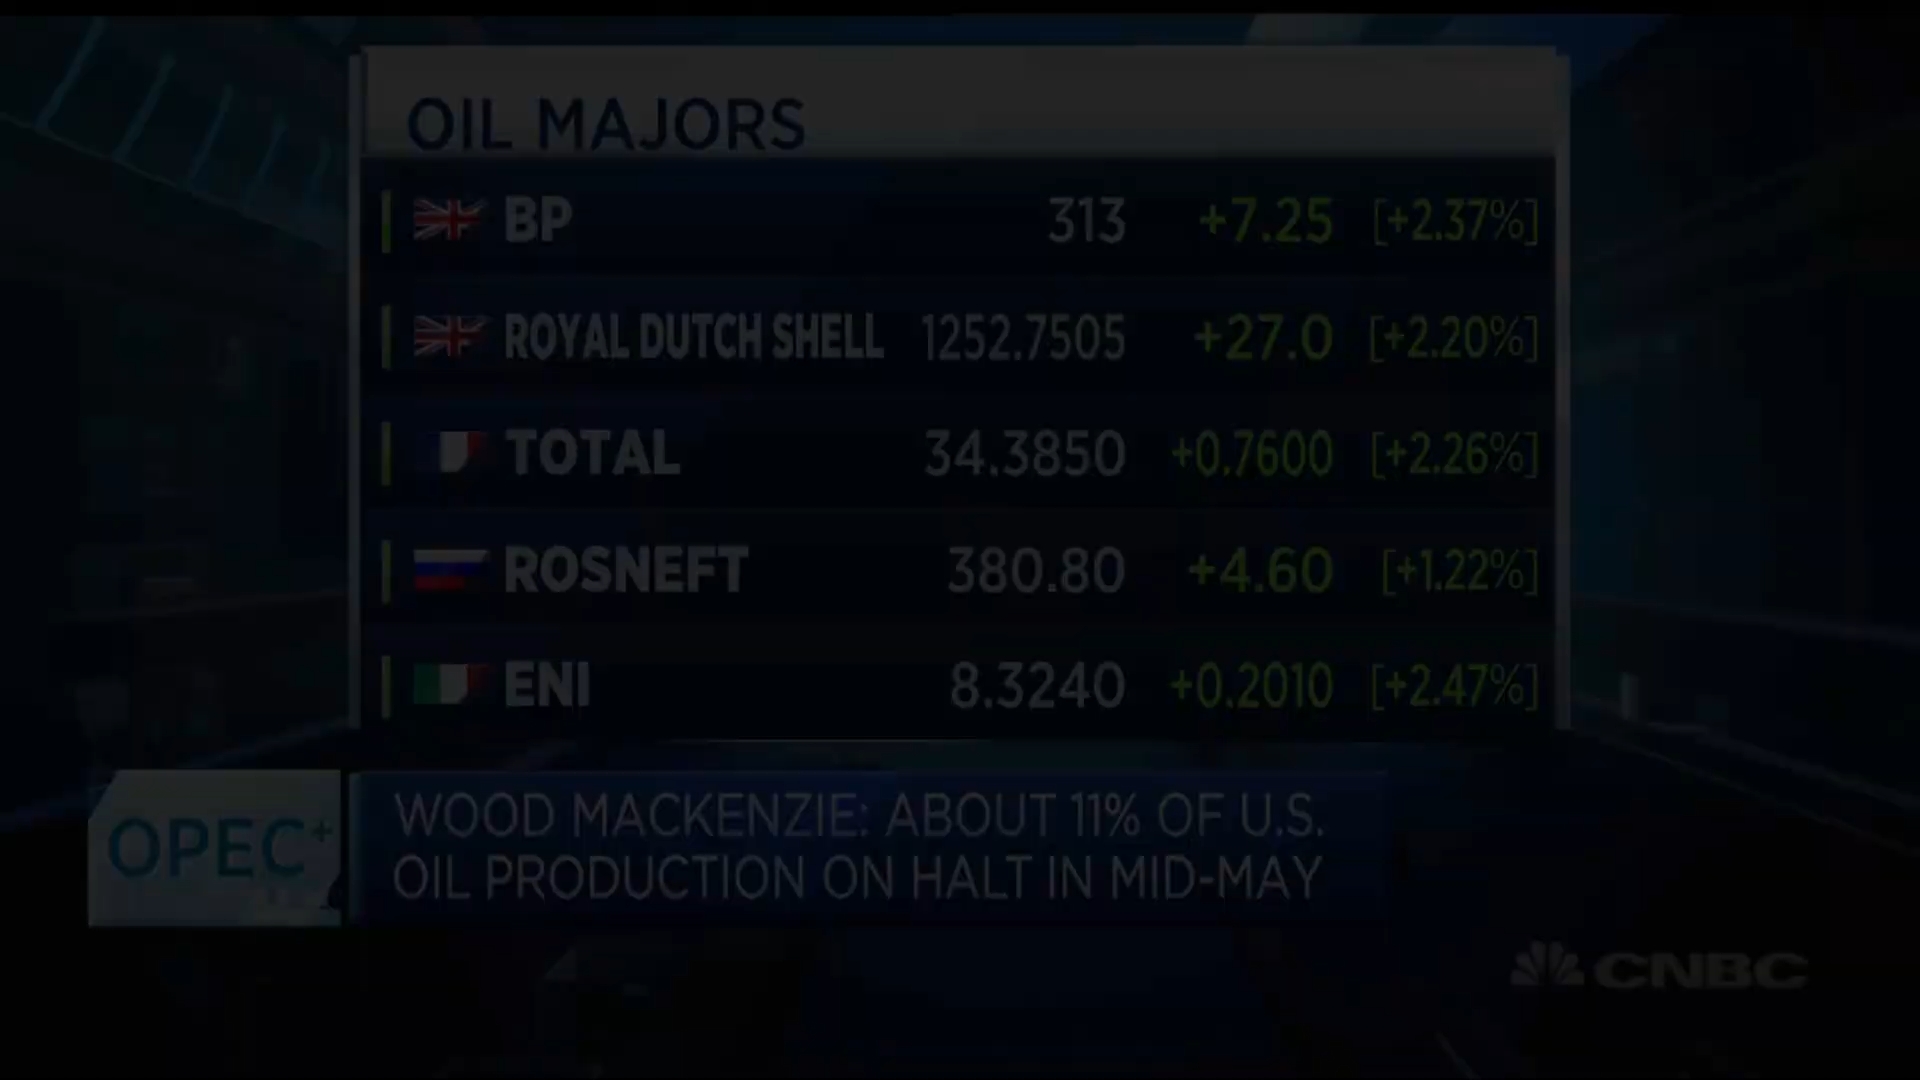 OIL MAJORS
BP 313 +7.25 [+2.37%]
ROYAL DUTCH SHELL 1252.7505 +27.0 [+2.20%]
TOTAL 34.3850 +0.7600 [+2.26%]
ROSNEFT 380.80 +4.60 [+1.22%]
ENI 8.3240 +0.2010 [+2.47%]
OPEC+
WOOD MACKENZIE: ABOUT 11% OF U.S.
OIL PRODUCTION ON HALT IN MID-MAY
CNBC